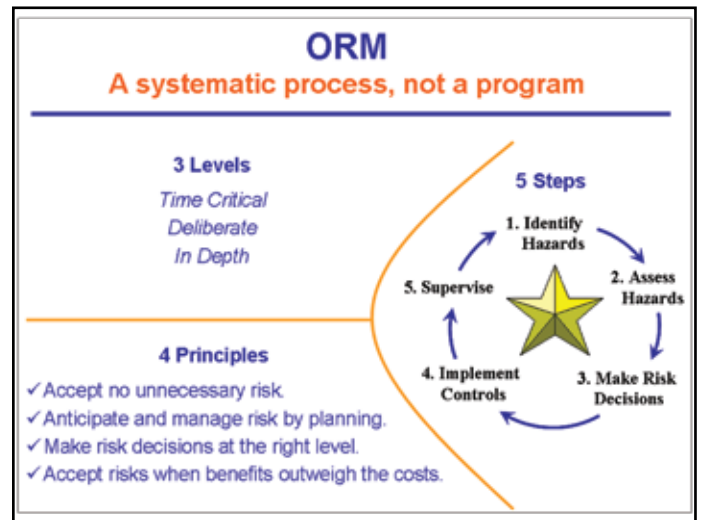 ORM
A systematic process, not a program
3 Levels
Time Critical
Deliberate
In Depth
4 Principles
✓Accept no unnecessary risk.
✓Anticipate and manage risk by planning.
✓Make risk decisions at the right level.
✓Accept risks when benefits outweigh the costs.
5 Steps
1. Identify
Hazards
2. Assess
Hazards
3. Make Risk
Decisions
4. Implement
Controls
5. Supervise